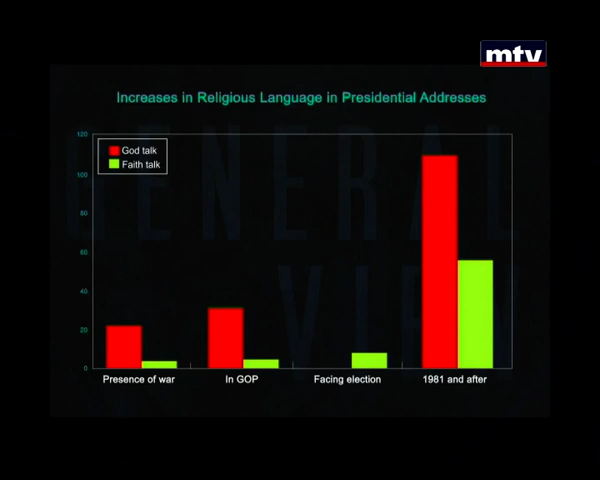 mtv
Increases in Religious Language in Presidential Addresses
120
God talk
Faith talk
100
80
60
40
20
0
Presence of war
In GOP
Facing election
1981 and after
GENERAL